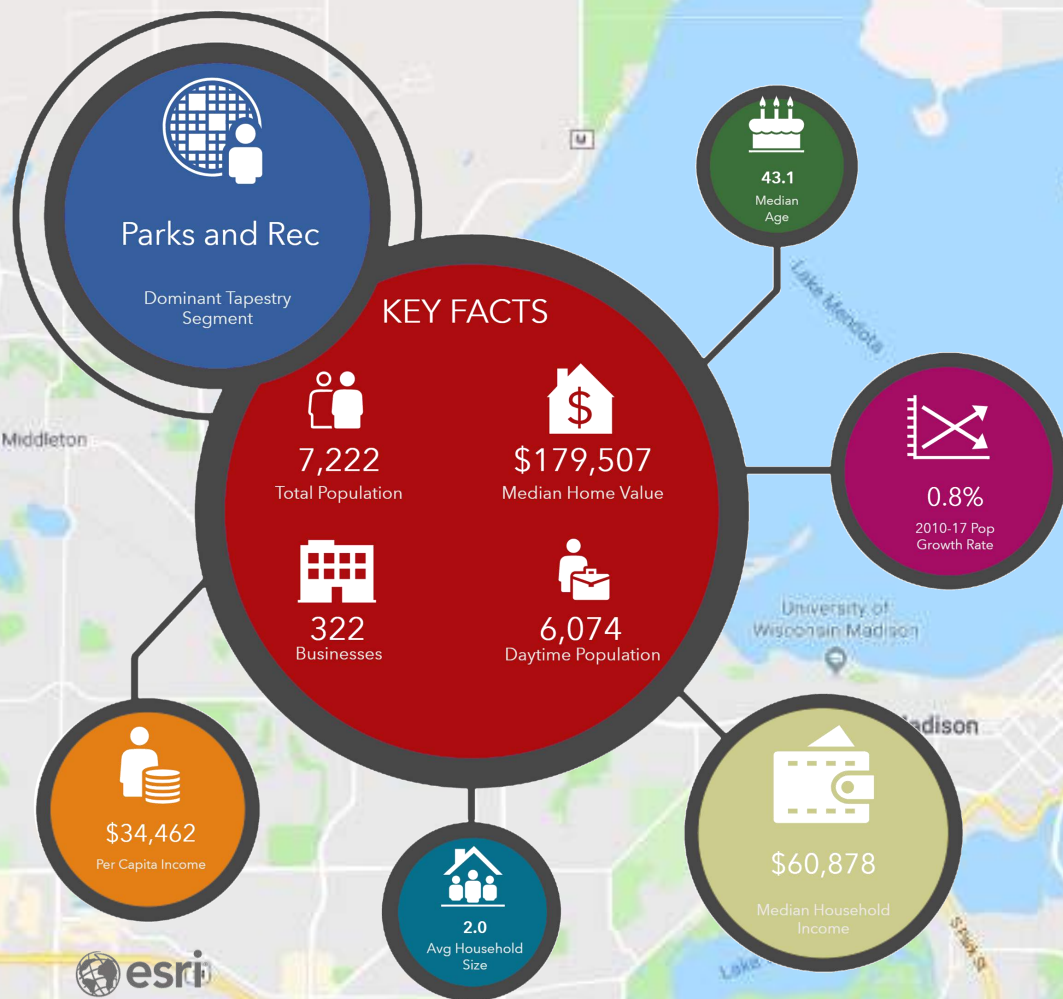 Parks and Rec
Dominant Tapestry
Segment
KEY FACTS
7,222
Total Population
$179,507
Median Home Value
322
Businesses
6,074
Daytime Population
43.1
Median
Age
0.8%
2010-17 Pop
Growth Rate
$34,462
Per Capita Income
2.0
Avg Household
Size
$60,878
Median Household
Income
U
Lake Mendota
Middleton
University of
Wisconsin Madison
adison
Lake
esri